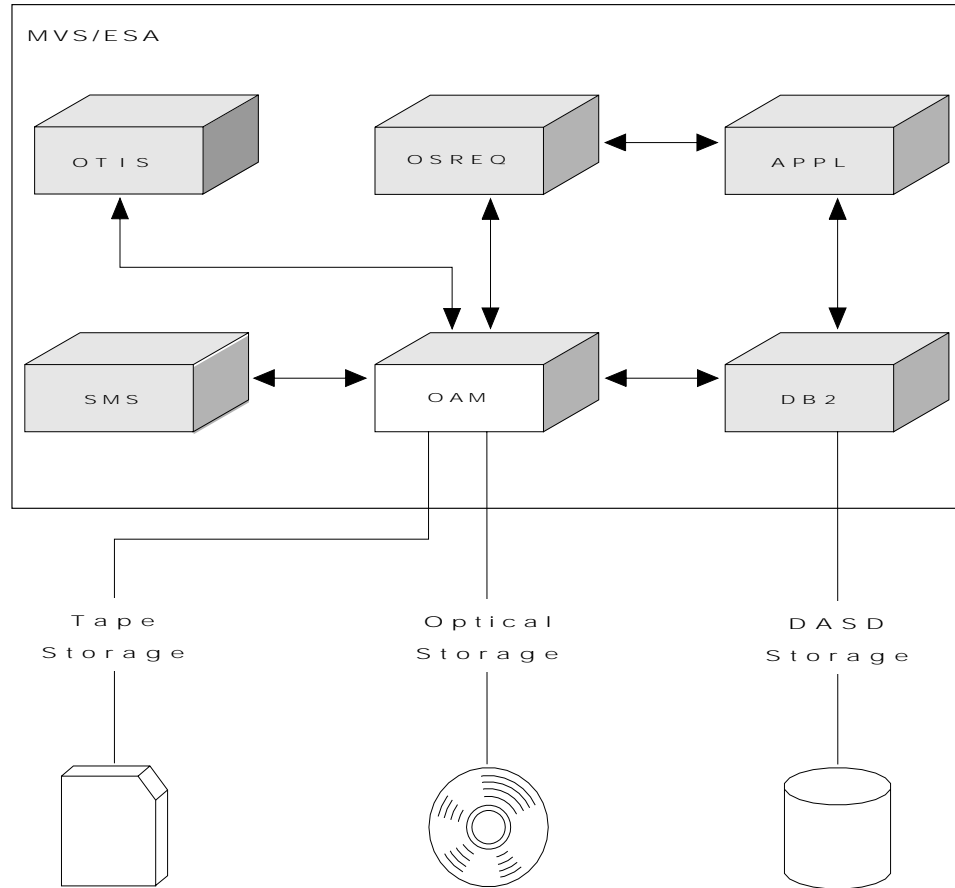 MVS/ESA
OTIS
OSREQ
APPL
SMS
OAM
DB2
Tape
Storage
Optical
Storage
DASD
Storage